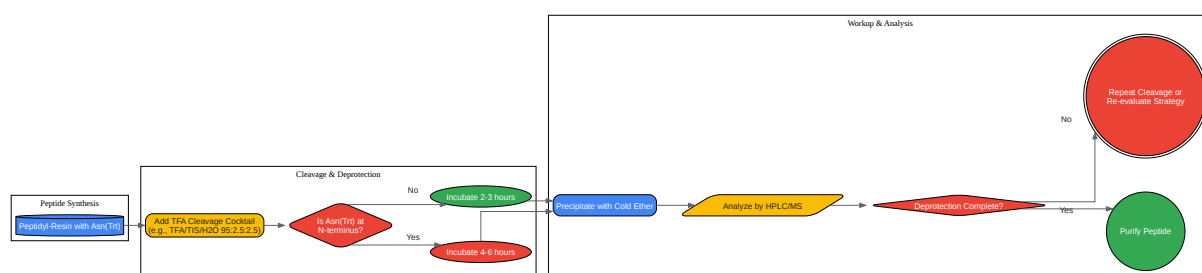 Peptide Synthesis
Peptidyl-Resin with Asn(Trt)
Cleavage & Deprotection
Add TFA Cleavage Cocktail
(e.g., TFA/TIS/H2O 95:2.5:2.5)
Is Asn(Trt) at
N-terminus?
No
Incubate 2-3 hours
Yes
Incubate 4-6 hours
Workup & Analysis
Precipitate with Cold Ether
Analyze by HPLC/MS
Deprotection Complete?
No
Repeat Cleavage or
Re-evaluate Strategy
Yes
Purify Peptide